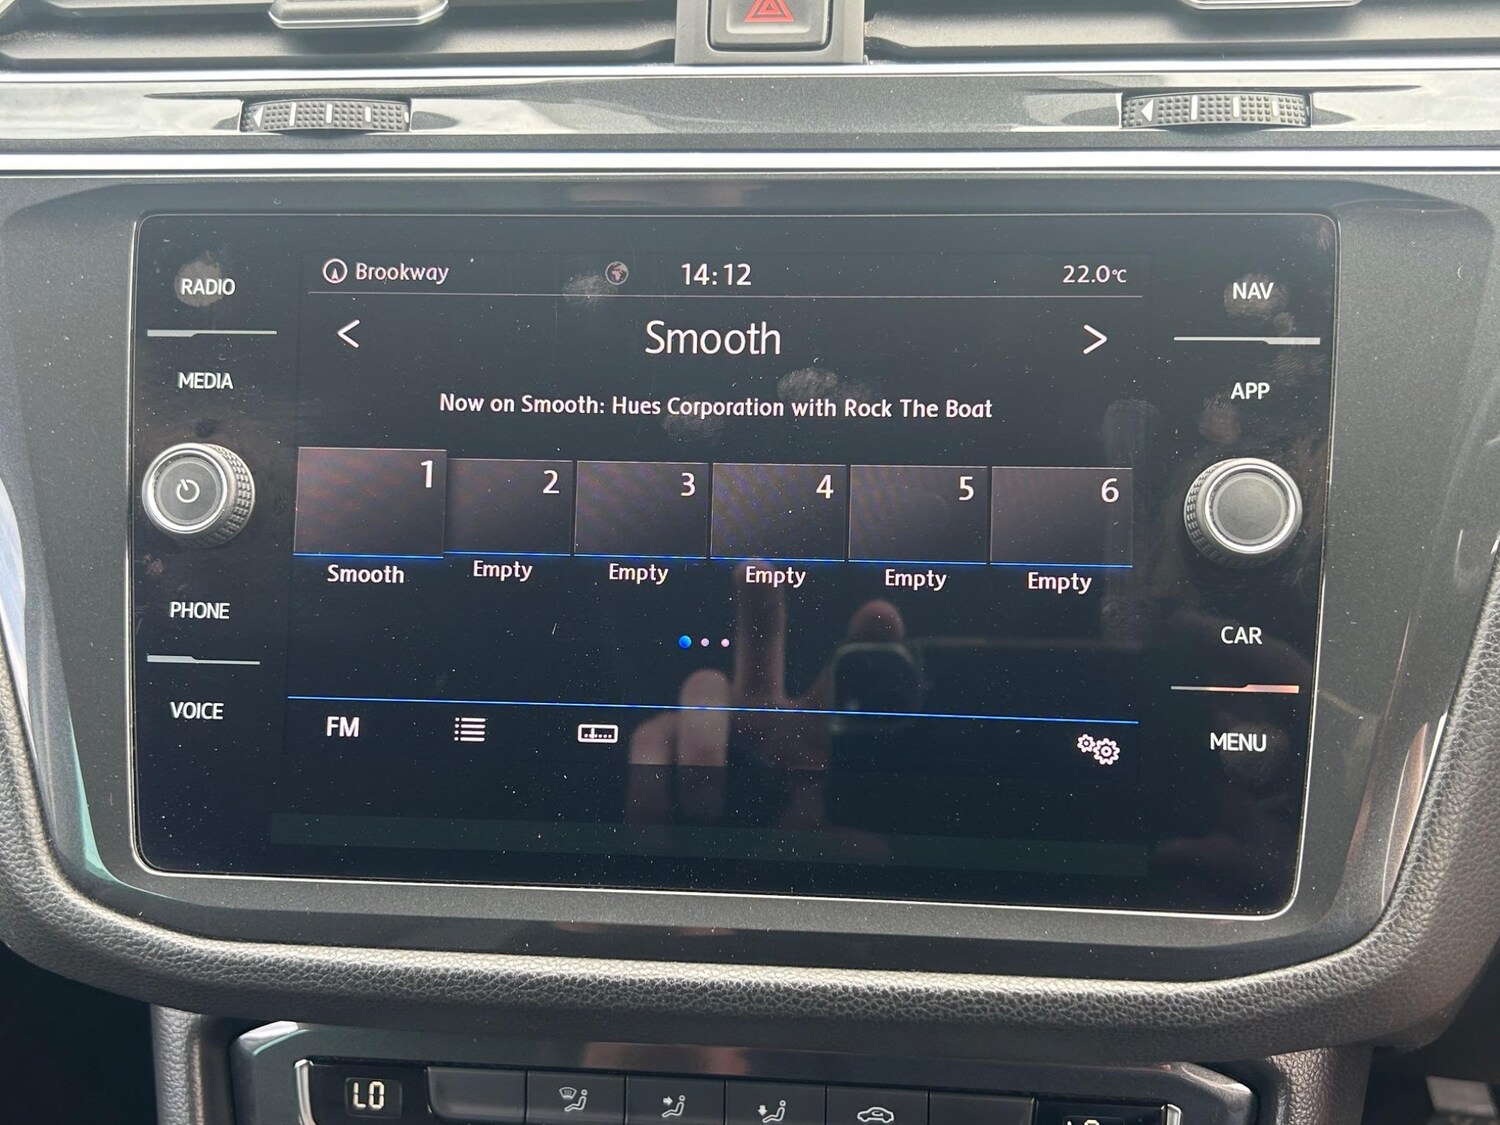 RADIO
MEDIA
PHONE
VOICE
Brookway
14:12
22.0°C
<
Smooth
>
Now on Smooth: Hues Corporation with Rock The Boat
1
2
3
4
5
6
Smooth
Empty
Empty
Empty
Empty
Empty
FM
NAV
APP
CAR
MENU
LO